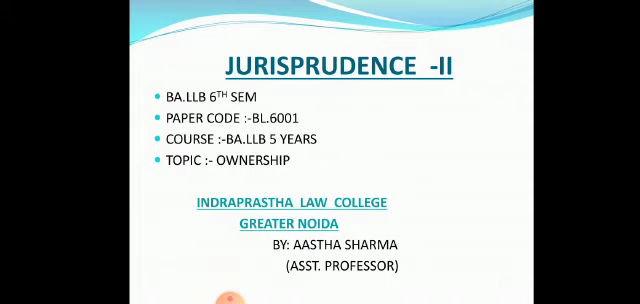 JURISPRUDENCE -II
• BA.LLB 6TH SEM
• PAPER CODE :-BL.6001
• COURSE :-BA.LLB 5 YEARS
• TOPIC :- OWNERSHIP
INDRAPRASTHA LAW COLLEGE
GREATER NOIDA
BY: AASTHA SHARMA
(ASST. PROFESSOR)